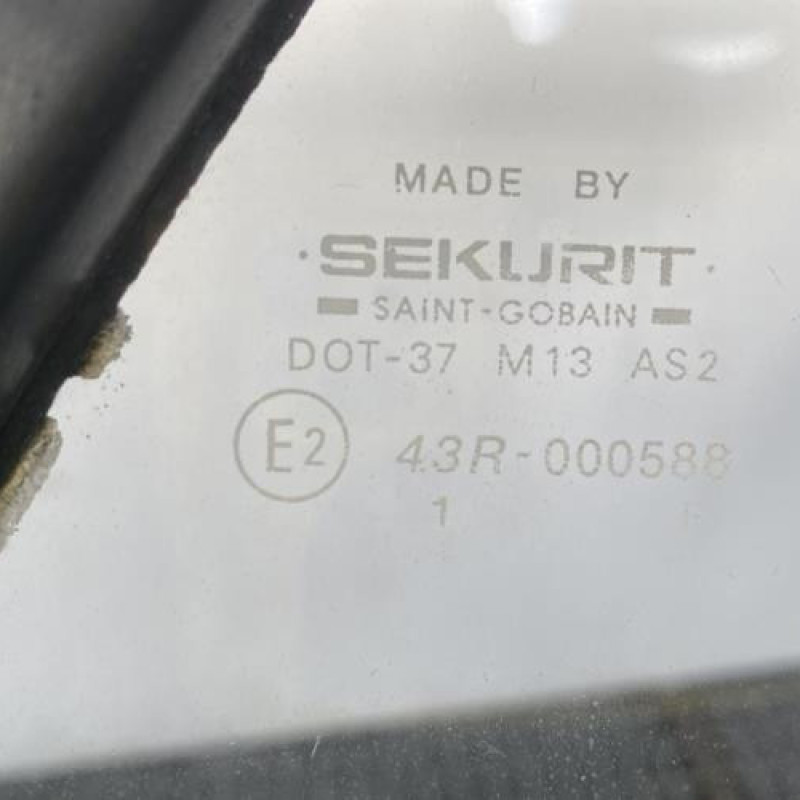 MADE BY
SEKURIT
SAINT-GOBAIN
DOT-37 M13 AS2
E2 43R-000588
1